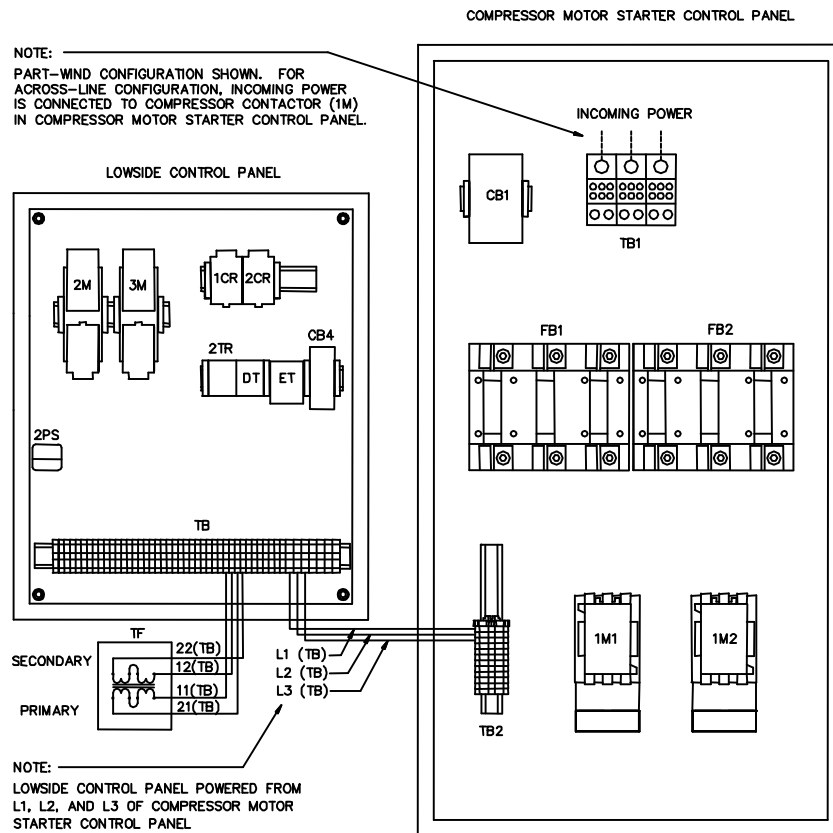 COMPRESSOR MOTOR STARTER CONTROL PANEL
NOTE:
PART-WIND CONFIGURATION SHOWN. FOR
ACROSS-LINE CONFIGURATION, INCOMING POWER
IS CONNECTED TO COMPRESSOR CONTACTOR (1M)
IN COMPRESSOR MOTOR STARTER CONTROL PANEL.
INCOMING POWER
LOWSIDE CONTROL PANEL
CB1
TB1
2M
3M
1CR
2CR
FB1
FB2
2TR
CB4
DT
ET
2PS
TB
TF
1M1
1M2
22(TB)
SECONDARY
12(TB)
L1 (TB)
L2 (TB)
11(TB)
L3 (TB)
PRIMARY
21(TB)
TB2
NOTE:
LOWSIDE CONTROL PANEL POWERED FROM
L1, L2, AND L3 OF COMPRESSOR MOTOR
STARTER CONTROL PANEL